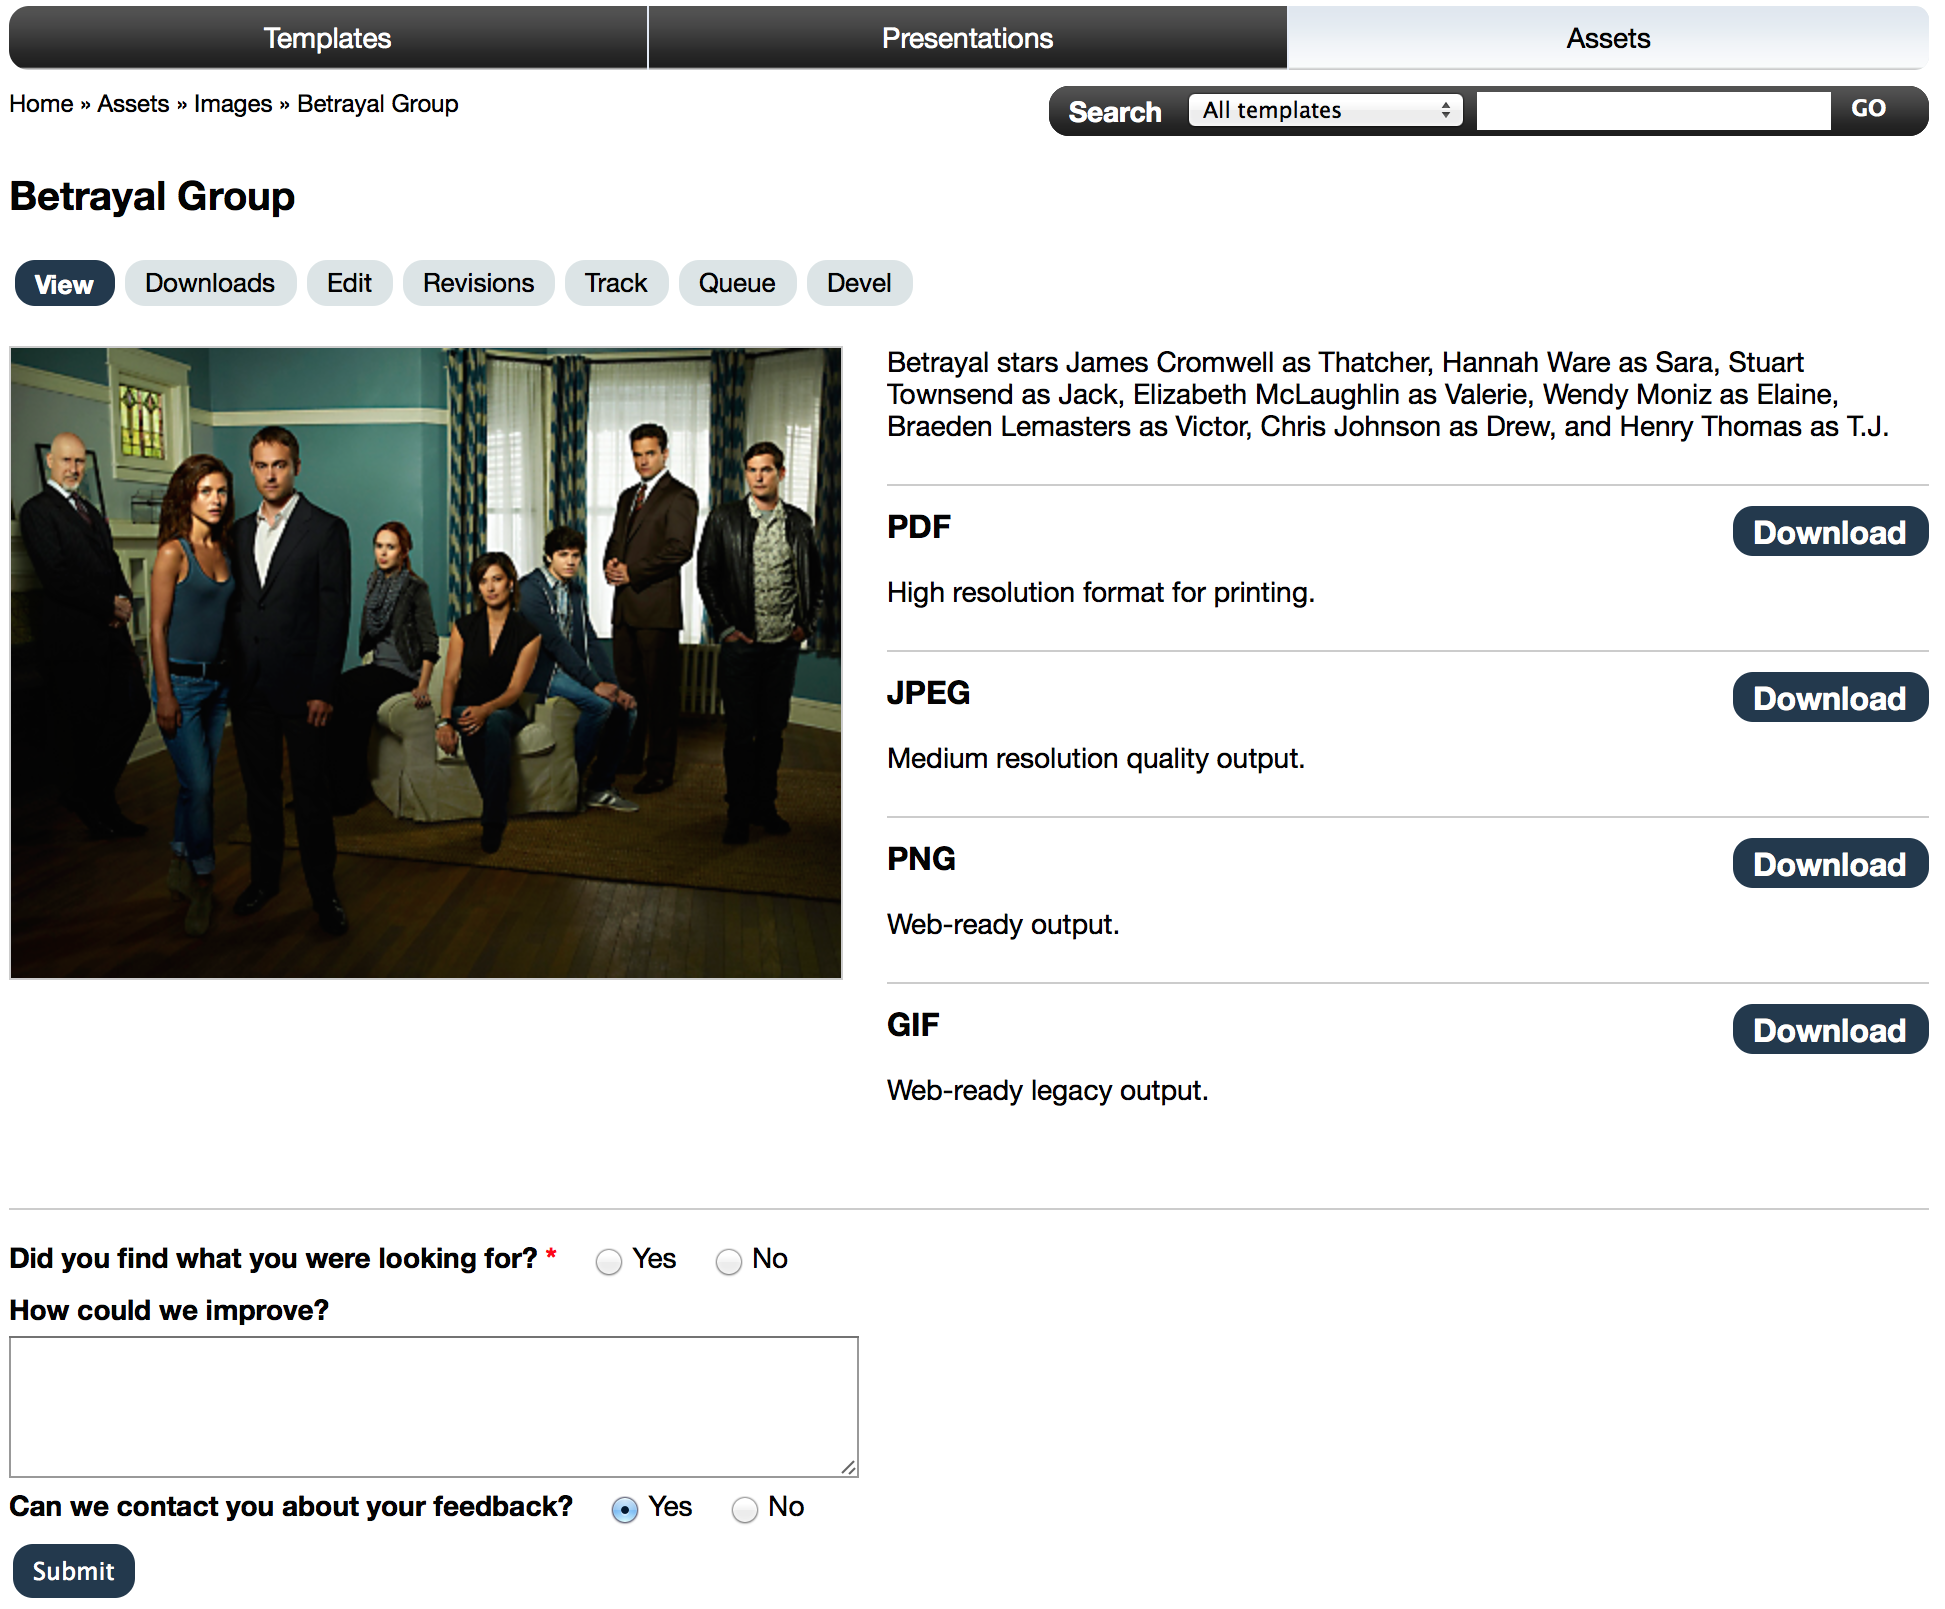 Templates
Presentations
Assets
Home » Assets » Images » Betrayal Group
Search
All templates
GO
Betrayal Group
View
Downloads
Edit
Revisions
Track
Queue
Devel
Betrayal stars James Cromwell as Thatcher, Hannah Ware as Sara, Stuart
Townsend as Jack, Elizabeth McLaughlin as Valerie, Wendy Moniz as Elaine,
Braeden Lemasters as Victor, Chris Johnson as Drew, and Henry Thomas as T.J.
PDF
Download
High resolution format for printing.
JPEG
Download
Medium resolution quality output.
PNG
Download
Web-ready output.
GIF
Download
Web-ready legacy output.
Did you find what you were looking for? * Yes No
How could we improve?
Can we contact you about your feedback? Yes No
Submit